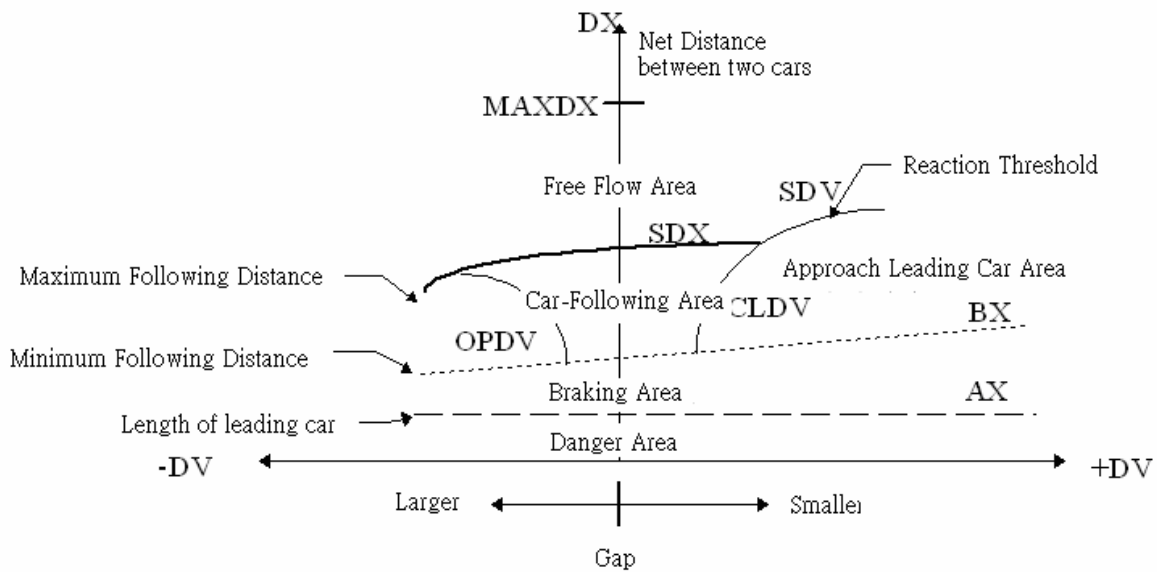 DX
Net Distance
between two cars
MAXDX
Reaction Threshold
Free Flow Area
SDV
SDX
Maximum Following Distance
Approach Leading Car Area
Car-Following Area
CLDV
BX
OPDV
Minimum Following Distance
Braking Area
AX
Length of leading car
Danger Area
-DV
+DV
Larger
Smaller
Gap